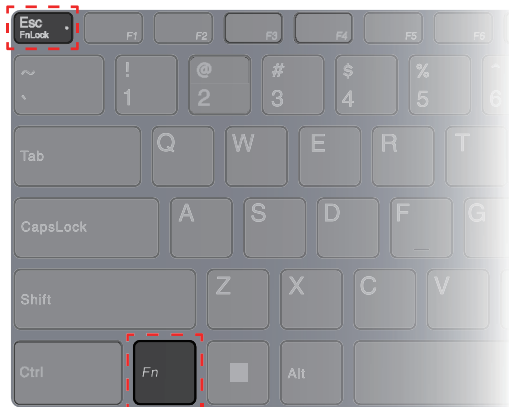 Esc
FnLock
F1 F2 F3 F4 F5 F6
~ ! @ # $ % ^
` 1 2 3 4 5 6
Tab Q W E R T
CapsLock A S D F G
Shift Z X C V
Ctrl Fn Alt